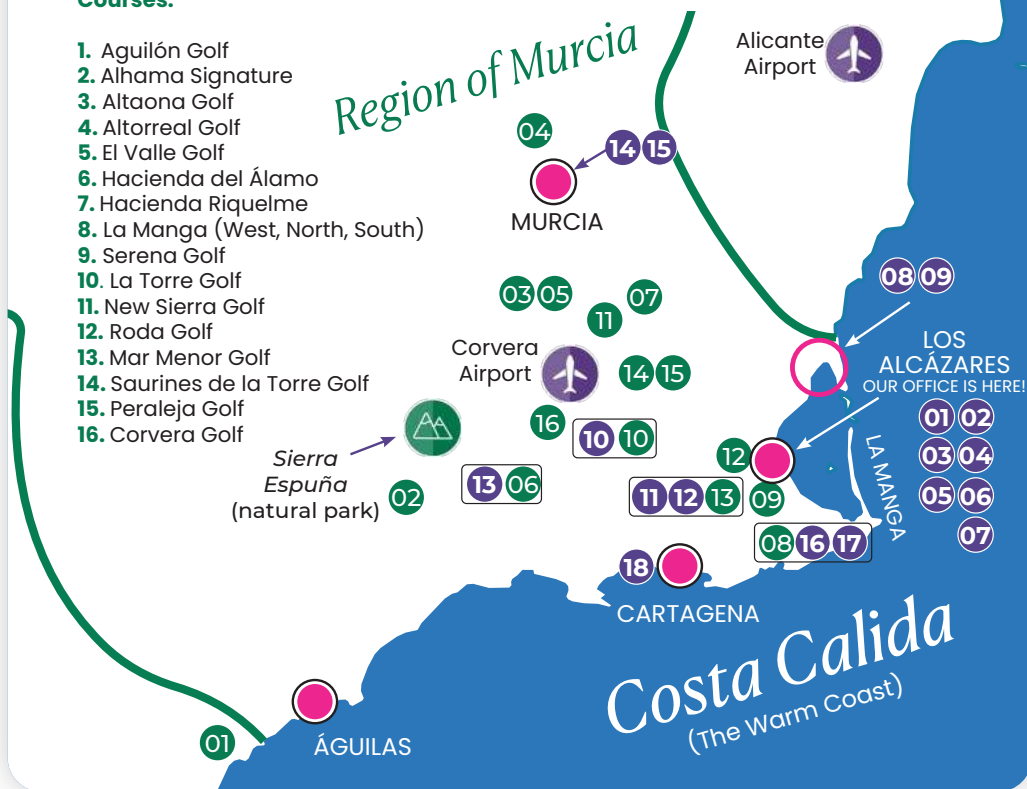 Courses:
1. Aguilón Golf
2. Alhama Signature
3. Altaona Golf
4. Altorreal Golf
5. El Valle Golf
6. Hacienda del Álamo
7. Hacienda Riquelme
8. La Manga (West, North, South)
9. Serena Golf
10. La Torre Golf
11. New Sierra Golf
12. Roda Golf
13. Mar Menor Golf
14. Saurines de la Torre Golf
15. Peraleja Golf
16. Corvera Golf
Region of Murcia
Alicante
Airport
04
14 15
MURCIA
08 09
03 05
07
11
LOS
ALCÁZARES
OUR OFFICE IS HERE!
01 02
03 04
05 06
07
Corvera
Airport
14 15
16
10 10
12
Sierra
Espuña
(natural park)
02
13 06
11 12 13
09
LA MANGA
08 16 17
18
CARTAGENA
Costa Calida
(The Warm Coast)
01
ÁGUILAS